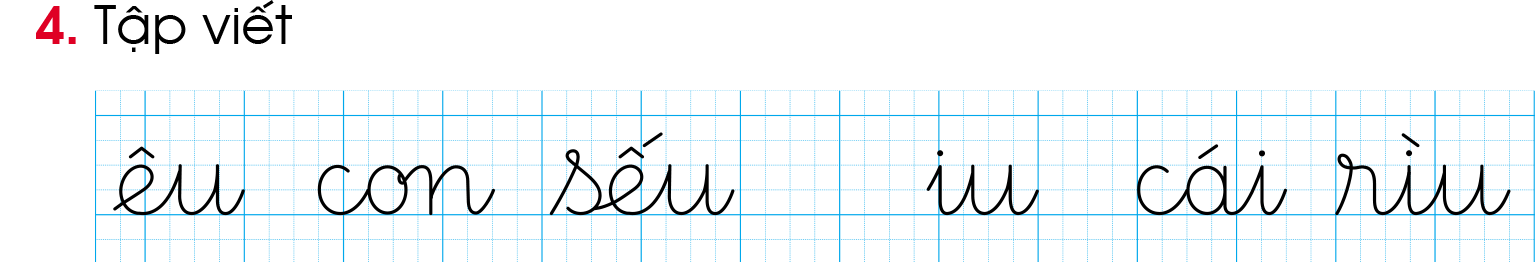 4. Tập viết
êu con sếu iu cái rìu